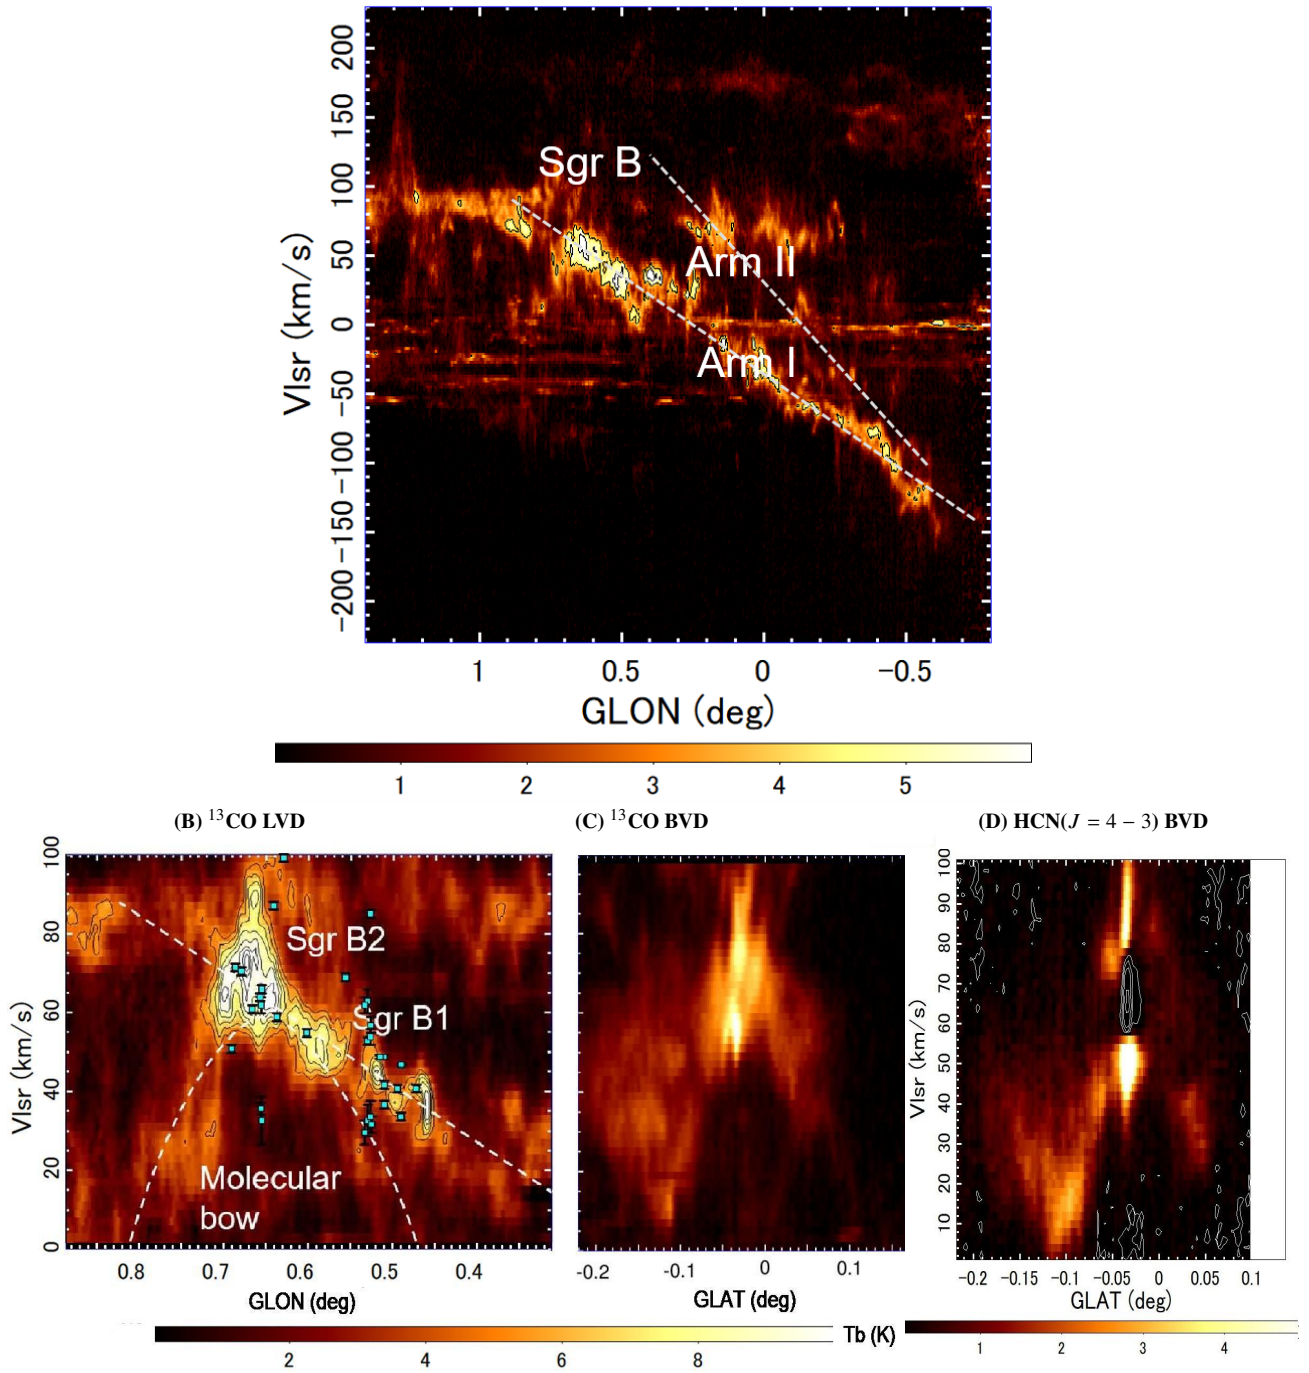 200
150
100
50
0
−50
−100
−150
−200
Vlsr (km/s)
Sgr B
Arm II
Arm I
1 0.5 0 −0.5
GLON (deg)
1 2 3 4 5
(B) ¹³CO LVD (C) ¹³CO BVD (D) HCN(J = 4 − 3) BVD
100
80
60
40
20
0
Vlsr (km/s)
Sgr B2
Sgr B1
Molecular
bow
0.8 0.7 0.6 0.5 0.4
GLON (deg)
-0.2 -0.1 0 0.1
GLAT (deg)
100
90
80
70
60
50
40
30
20
10
Vlsr (km/s)
−0.2 −0.15 −0.1 −0.05 0 0.05 0.1
GLAT (deg)
2 4 6 8 Tb (K)
1 2 3 4